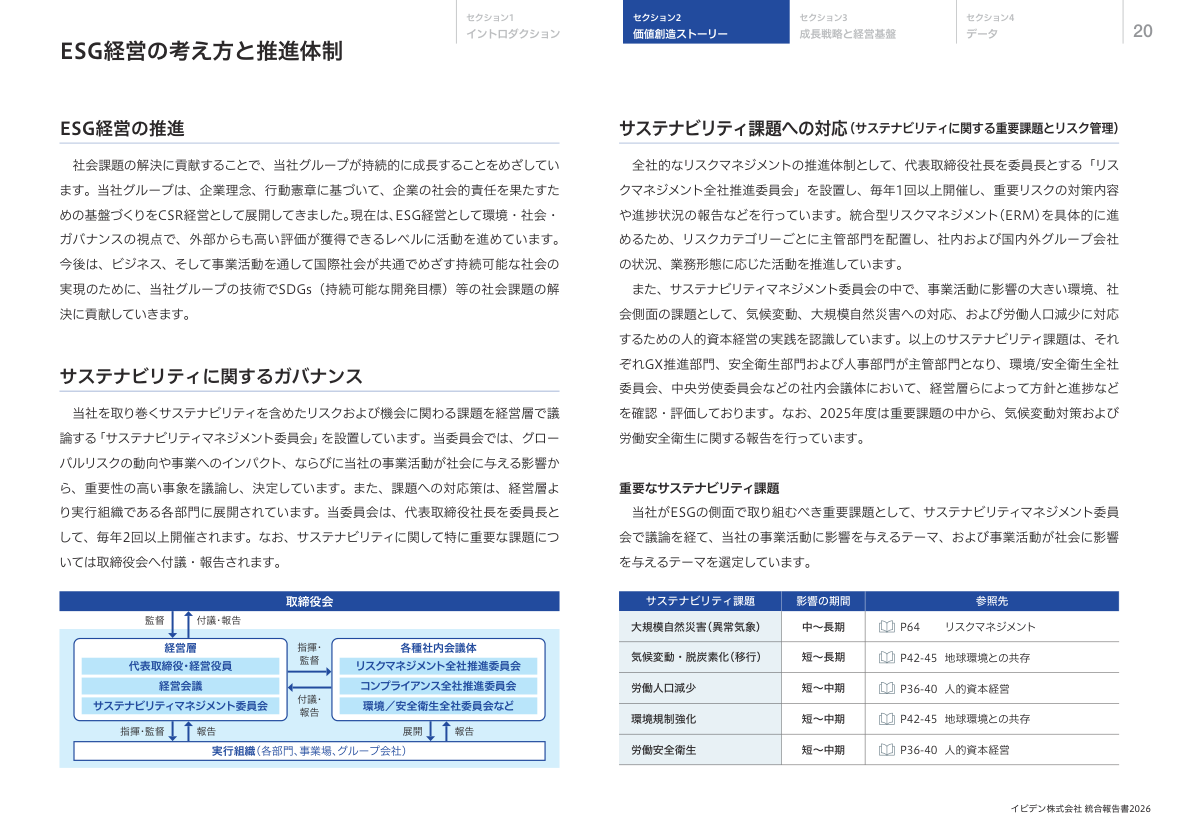 ESG経営の考え方と推進体制
セクション1
イントロダクション
セクション2
価値創造ストーリー
セクション3
成長戦略と経営基盤
セクション4
データ
20
ESG経営の推進
社会課題の解決に貢献することで、当社グループが持続的に成長することをめざしてい
ます。当社グループは、企業理念、行動憲章に基づいて、企業の社会的責任を果たすた
めの基盤づくりをCSR経営として展開してきました。現在は、ESG経営として環境・社会・
ガバナンスの視点で、外部からも高い評価が獲得できるレベルに活動を進めています。
今後は、ビジネス、そして事業活動を通して国際社会が共通でめざす持続可能な社会の
実現のために、当社グループの技術でSDGs（持続可能な開発目標）等の社会課題の解
決に貢献していきます。
サステナビリティに関するガバナンス
当社を取り巻くサステナビリティを含めたリスクおよび機会に関わる課題を経営層で議
論する「サステナビリティマネジメント委員会」を設置しています。当委員会では、グロー
バルリスクの動向や事業へのインパクト、ならびに当社の事業活動が社会に与える影響か
ら、重要性の高い事象を議論し、決定しています。また、課題への対応策は、経営層よ
り実行組織である各部門に展開されています。当委員会は、代表取締役社長を委員長と
して、毎年2回以上開催されます。なお、サステナビリティに関して特に重要な課題につ
いては取締役会へ付議・報告されます。
取締役会
監督
付議・報告
経営層
代表取締役・経営役員
経営会議
サステナビリティマネジメント委員会
指揮・
監督
付議・
報告
各種社内会議体
リスクマネジメント全社推進委員会
コンプライアンス全社推進委員会
環境／安全衛生全社委員会など
指揮・監督
報告
展開
報告
実行組織（各部門、事業場、グループ会社）
サステナビリティ課題への対応（サステナビリティに関する重要課題とリスク管理）
全社的なリスクマネジメントの推進体制として、代表取締役社長を委員長とする「リス
クマネジメント全社推進委員会」を設置し、毎年1回以上開催し、重要リスクの対策内容
や進捗状況の報告などを行っています。統合型リスクマネジメント（ERM）を具体的に進
めるため、リスクカテゴリーごとに主管部門を配置し、社内および国内外グループ会社
の状況、業務形態に応じた活動を推進しています。
また、サステナビリティマネジメント委員会の中で、事業活動に影響の大きい環境、社
会側面の課題として、気候変動、大規模自然災害への対応、および労働人口減少に対応
するための人的資本経営の実践を認識しています。以上のサステナビリティ課題は、それ
ぞれGX推進部門、安全衛生部門および人事部門が主管部門となり、環境/安全衛生全社
委員会、中央労使委員会などの社内会議体において、経営層らによって方針と進捗など
を確認・評価しております。なお、2025年度は重要課題の中から、気候変動対策および
労働安全衛生に関する報告を行っています。
重要なサステナビリティ課題
当社がESGの側面で取り組むべき重要課題として、サステナビリティマネジメント委員
会で議論を経て、当社の事業活動に影響を与えるテーマ、および事業活動が社会に影響
を与えるテーマを選定しています。
サステナビリティ課題 影響の期間 参照先
大規模自然災害（異常気象） 中〜長期 P64 リスクマネジメント
気候変動・脱炭素化（移行） 短〜長期 P42-45 地球環境との共存
労働人口減少 短〜中期 P36-40 人的資本経営
環境規制強化 短〜中期 P42-45 地球環境との共存
労働安全衛生 短〜中期 P36-40 人的資本経営
イビデン株式会社 統合報告書2026